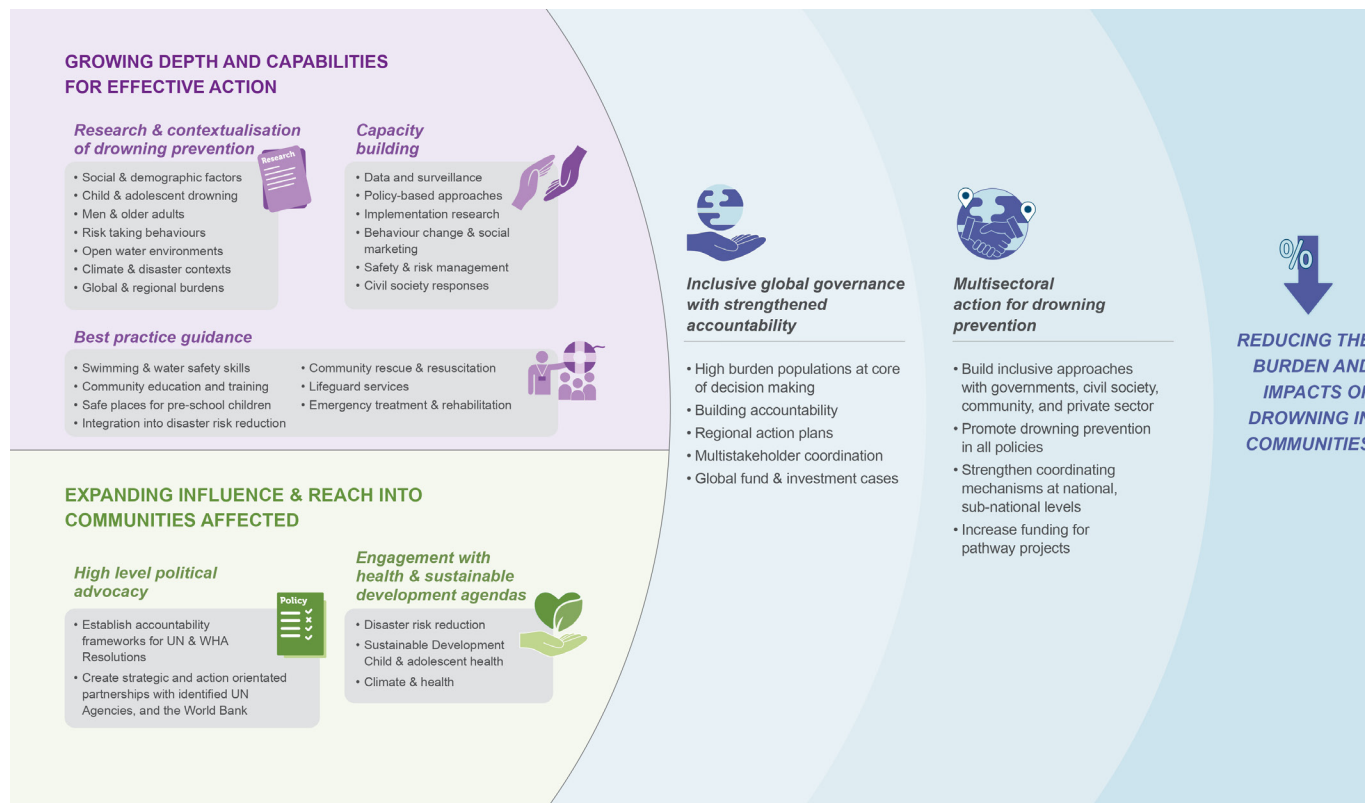 GROWING DEPTH AND CAPABILITIES
FOR EFFECTIVE ACTION
Research & contextualisation
of drowning prevention
Research
• Social & demographic factors
• Child & adolescent drowning
• Men & older adults
• Risk taking behaviours
• Open water environments
• Climate & disaster contexts
• Global & regional burdens
Capacity
building
• Data and surveillance
• Policy-based approaches
• Implementation research
• Behaviour change & social
marketing
• Safety & risk management
• Civil society responses
Best practice guidance
• Swimming & water safety skills
• Community education and training
• Safe places for pre-school children
• Integration into disaster risk reduction
• Community rescue & resuscitation
• Lifeguard services
• Emergency treatment & rehabilitation
EXPANDING INFLUENCE & REACH INTO
COMMUNITIES AFFECTED
High level political
advocacy
Policy
• Establish accountability
frameworks for UN & WHA
Resolutions
• Create strategic and action orientated
partnerships with identified UN
Agencies, and the World Bank
Engagement with
health & sustainable
development agendas
• Disaster risk reduction
• Sustainable Development
Child & adolescent health
• Climate & health
Inclusive global governance
with strengthened
accountability
• High burden populations at core
of decision making
• Building accountability
• Regional action plans
• Multistakeholder coordination
• Global fund & investment cases
Multisectoral
action for drowning
prevention
• Build inclusive approaches
with governments, civil society,
community, and private sector
• Promote drowning prevention
in all policies
• Strengthen coordinating
mechanisms at national,
sub-national levels
• Increase funding for
pathway projects
%
REDUCING THE
BURDEN AND
IMPACTS OF
DROWNING IN
COMMUNITIES